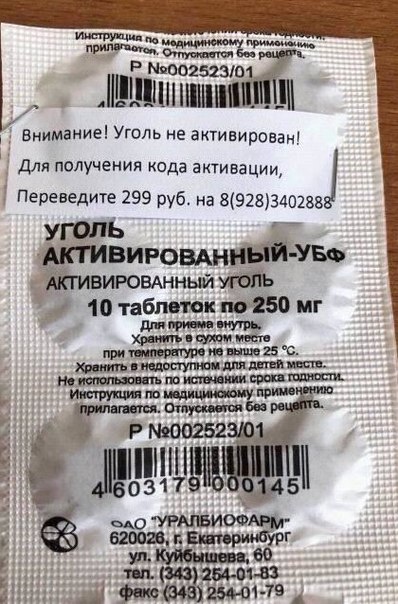 Инструкция по медицинскому применению
прилагается. Отпускается без рецепта.
Р №002523/01
Внимание! Уголь не активирован!
Для получения кода активации,
Переведите 299 руб. на 8(928)3402888
УГОЛЬ
АКТИВИРОВАННЫЙ-УБФ
АКТИВИРОВАННЫЙ УГОЛЬ
10 таблеток по 250 мг
Для приема внутрь.
Хранить в сухом месте
при температуре не выше 25 °С.
Хранить в недоступном для детей месте.
Не использовать по истечении срока годности.
Инструкция по медицинскому применению
прилагается. Отпускается без рецепта.
Р №002523/01
4 603179 000145
ОАО "УРАЛБИОФАРМ"
620026, г. Екатеринбург
ул. Куйбышева, 60
тел. (343) 254-01-83
факс (343) 254-01-79